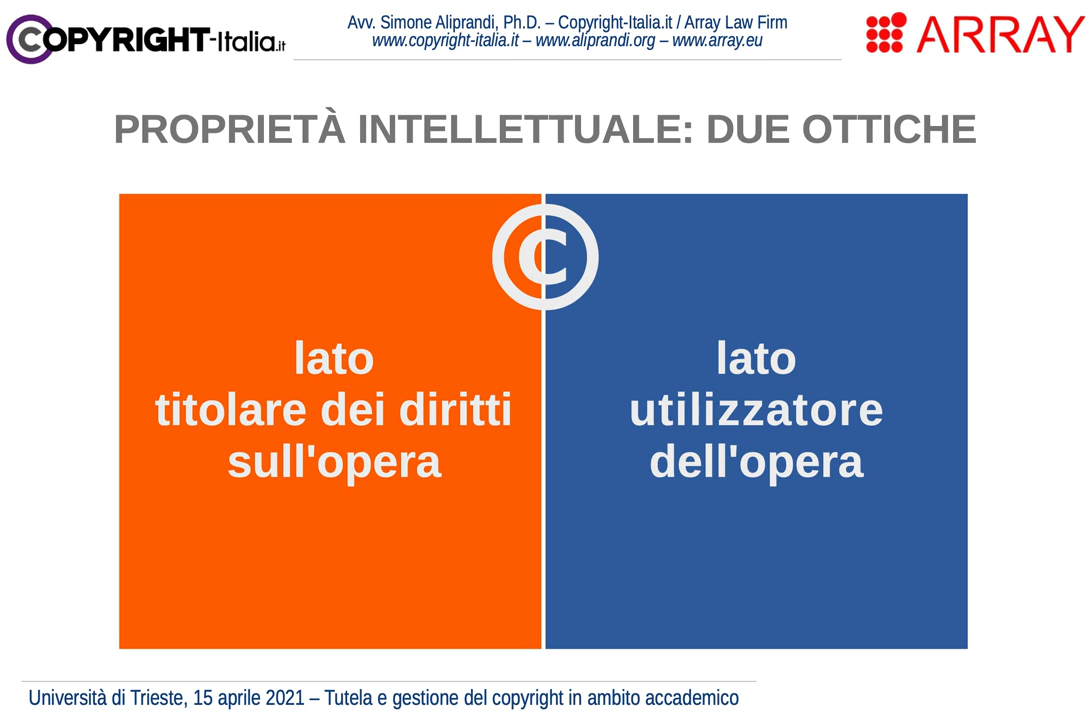 COPYRIGHT-Italia.it
Avv. Simone Aliprandi, Ph.D. – Copyright-Italia.it / Array Law Firm
www.copyright-italia.it – www.aliprandi.org – www.array.eu
ARRAY
PROPRIETÀ INTELLETTUALE: DUE OTTICHE
©
lato
titolare dei diritti
sull'opera
lato
utilizzatore
dell'opera
Università di Trieste, 15 aprile 2021 – Tutela e gestione del copyright in ambito accademico